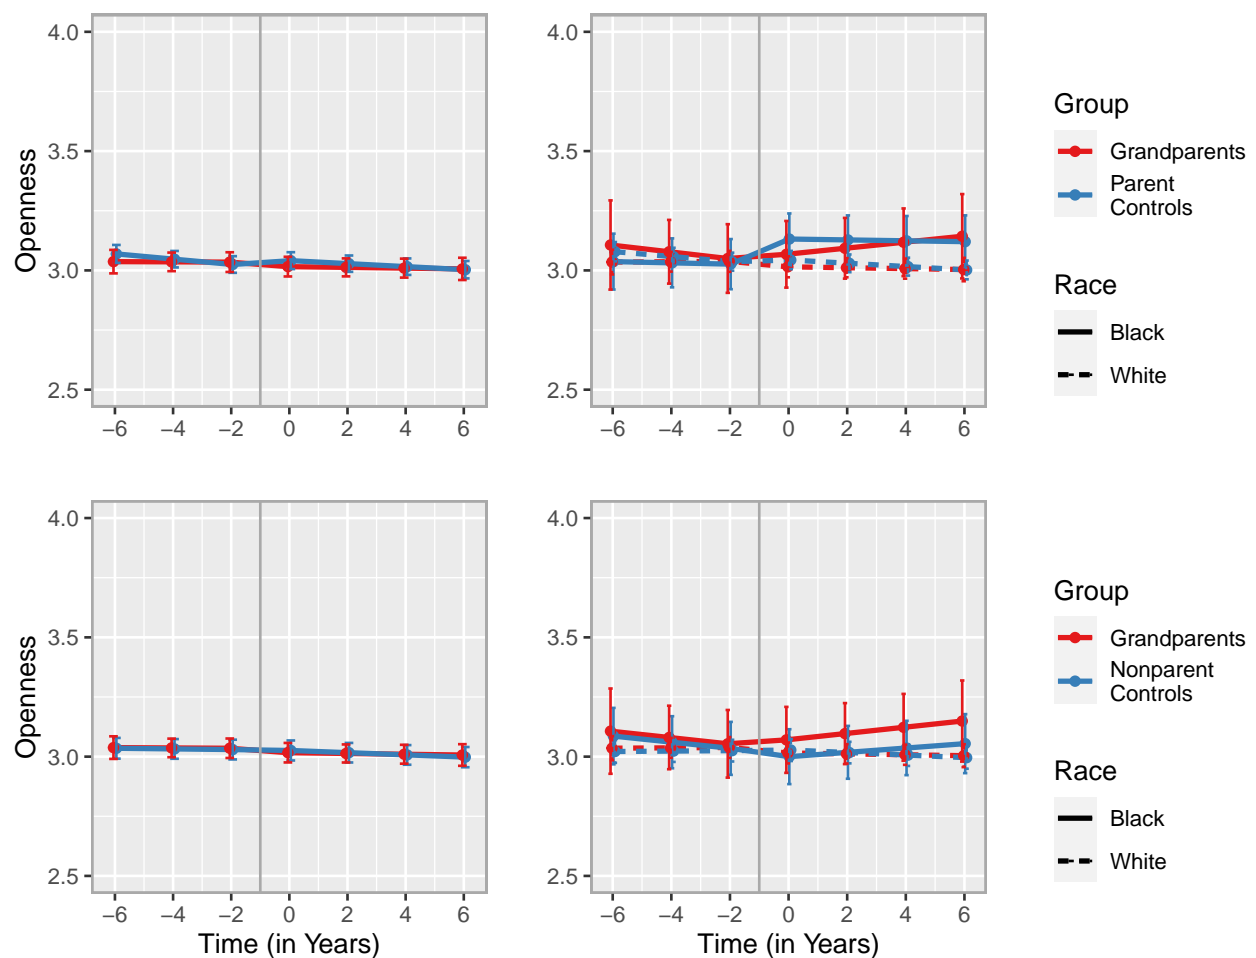 4.0
3.5
3.0
2.5
Openness
−6 −4 −2 0 2 4 6
4.0
3.5
3.0
2.5
−6 −4 −2 0 2 4 6
Group
Grandparents
Parent
Controls
Race
Black
White
4.0
3.5
3.0
2.5
Openness
−6 −4 −2 0 2 4 6
Time (in Years)
4.0
3.5
3.0
2.5
−6 −4 −2 0 2 4 6
Time (in Years)
Group
Grandparents
Nonparent
Controls
Race
Black
White